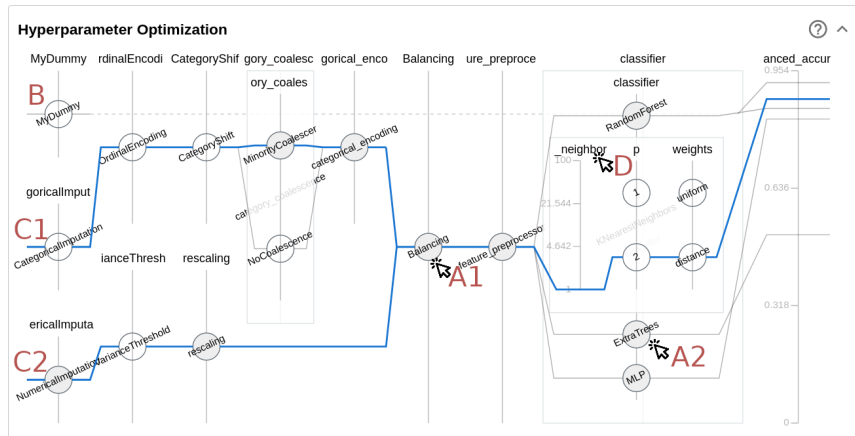 Hyperparameter Optimization
MyDummy rdinalEncodi CategoryShif gory_coalesc gorical_enco Balancing ure_preproce classifier anced_accur
ory_coales classifier
0.954
B
MyDummy
RandomForest
OrdinalEncoding CategoryShift MinorityCoalescer categorical_encoding
_neighbor p weights
100
D
goricalImput
category_coalescence
1 uniform
21.544
KNearestNeighbors
0.636
C1
CategoricalImputation
NoCoalescence
Balancing
feature_preprocesso
4.642
2 distance
ianceThresh rescaling
A1
1
0.318
ericalImputa
C2
NumericalImputation
VarianceThreshold
rescaling
ExtraTrees
A2
MLP
0